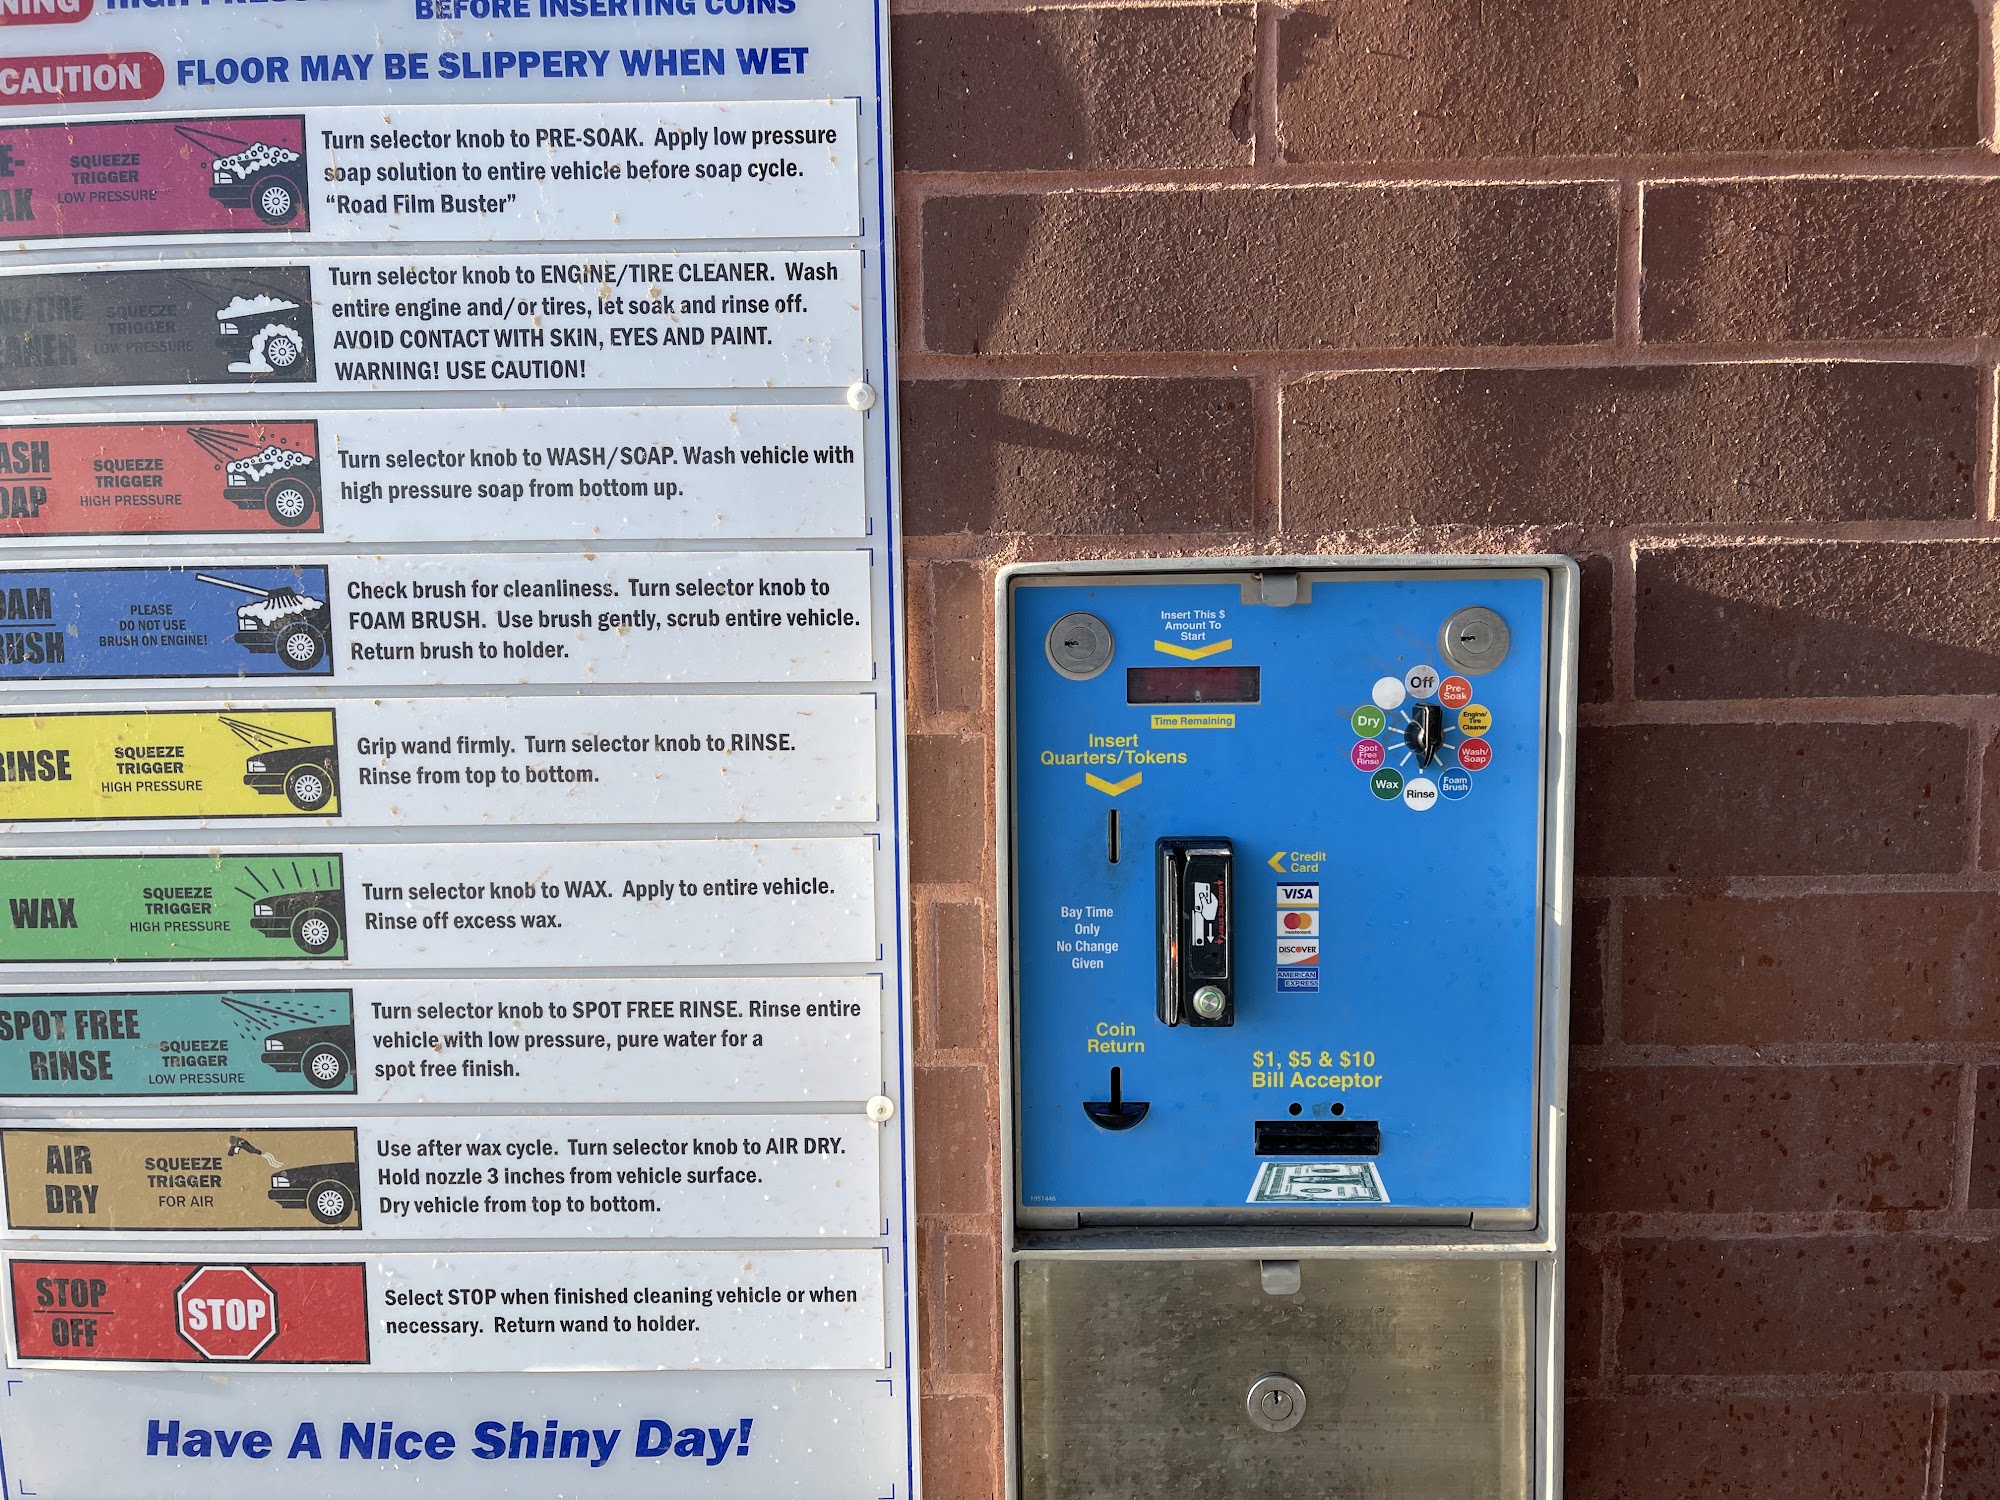 BEFORE INSERTING COINS
CAUTION FLOOR MAY BE SLIPPERY WHEN WET
SQUEEZE
TRIGGER
LOW PRESSURE
Turn selector knob to PRE-SOAK. Apply low pressure
soap solution to entire vehicle before soap cycle.
“Road Film Buster”
SQUEEZE
TRIGGER
LOW PRESSURE
Turn selector knob to ENGINE/TIRE CLEANER. Wash
entire engine and/or tires, let soak and rinse off.
AVOID CONTACT WITH SKIN, EYES AND PAINT.
WARNING! USE CAUTION!
SQUEEZE
TRIGGER
HIGH PRESSURE
Turn selector knob to WASH/SOAP. Wash vehicle with
high pressure soap from bottom up.
PLEASE
DO NOT USE
BRUSH ON ENGINE!
Check brush for cleanliness. Turn selector knob to
FOAM BRUSH. Use brush gently, scrub entire vehicle.
Return brush to holder.
RINSE
SQUEEZE
TRIGGER
HIGH PRESSURE
Grip wand firmly. Turn selector knob to RINSE.
Rinse from top to bottom.
WAX
SQUEEZE
TRIGGER
HIGH PRESSURE
Turn selector knob to WAX. Apply to entire vehicle.
Rinse off excess wax.
SPOT FREE
RINSE
SQUEEZE
TRIGGER
LOW PRESSURE
Turn selector knob to SPOT FREE RINSE. Rinse entire
vehicle with low pressure, pure water for a
spot free finish.
AIR
DRY
SQUEEZE
TRIGGER
FOR AIR
Use after wax cycle. Turn selector knob to AIR DRY.
Hold nozzle 3 inches from vehicle surface.
Dry vehicle from top to bottom.
STOP
OFF
STOP
Select STOP when finished cleaning vehicle or when
necessary. Return wand to holder.
Have A Nice Shiny Day!
Insert This $
Amount To
Start
Time Remaining
Insert
Quarters/Tokens
Off
Pre-
Soak
Engine/
Tire
Cleaner
Wash/
Soap
Foam
Brush
Rinse
Wax
Spot
Free
Rinse
Dry
Credit
Card
VISA
mastercard
DISCOVER
AMERICAN
EXPRESS
Bay Time
Only
No Change
Given
Coin
Return
$1, $5 & $10
Bill Acceptor
1951446